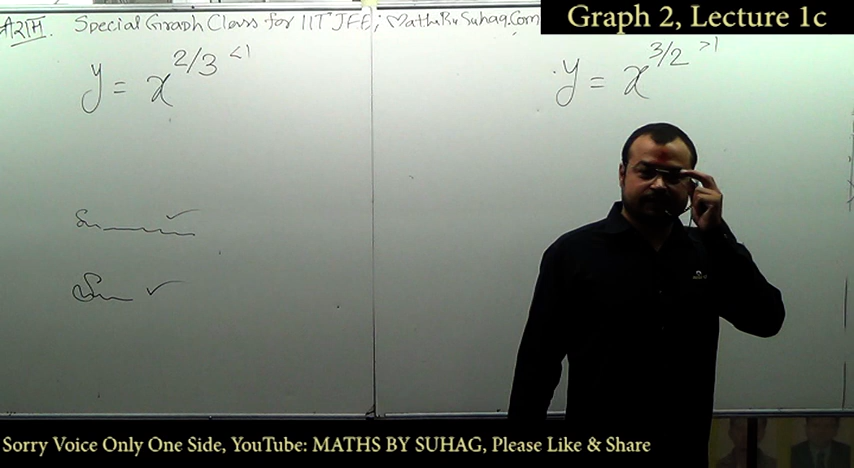 Graph 2, Lecture 1c
Special Graph Class for IIT JEE, MathsBySuhag.Com
y = x^{2/3} <1
y = x^{3/2} >1
Sorry Voice Only One Side, YouTube: MATHS BY SUHAG, Please Like & Share